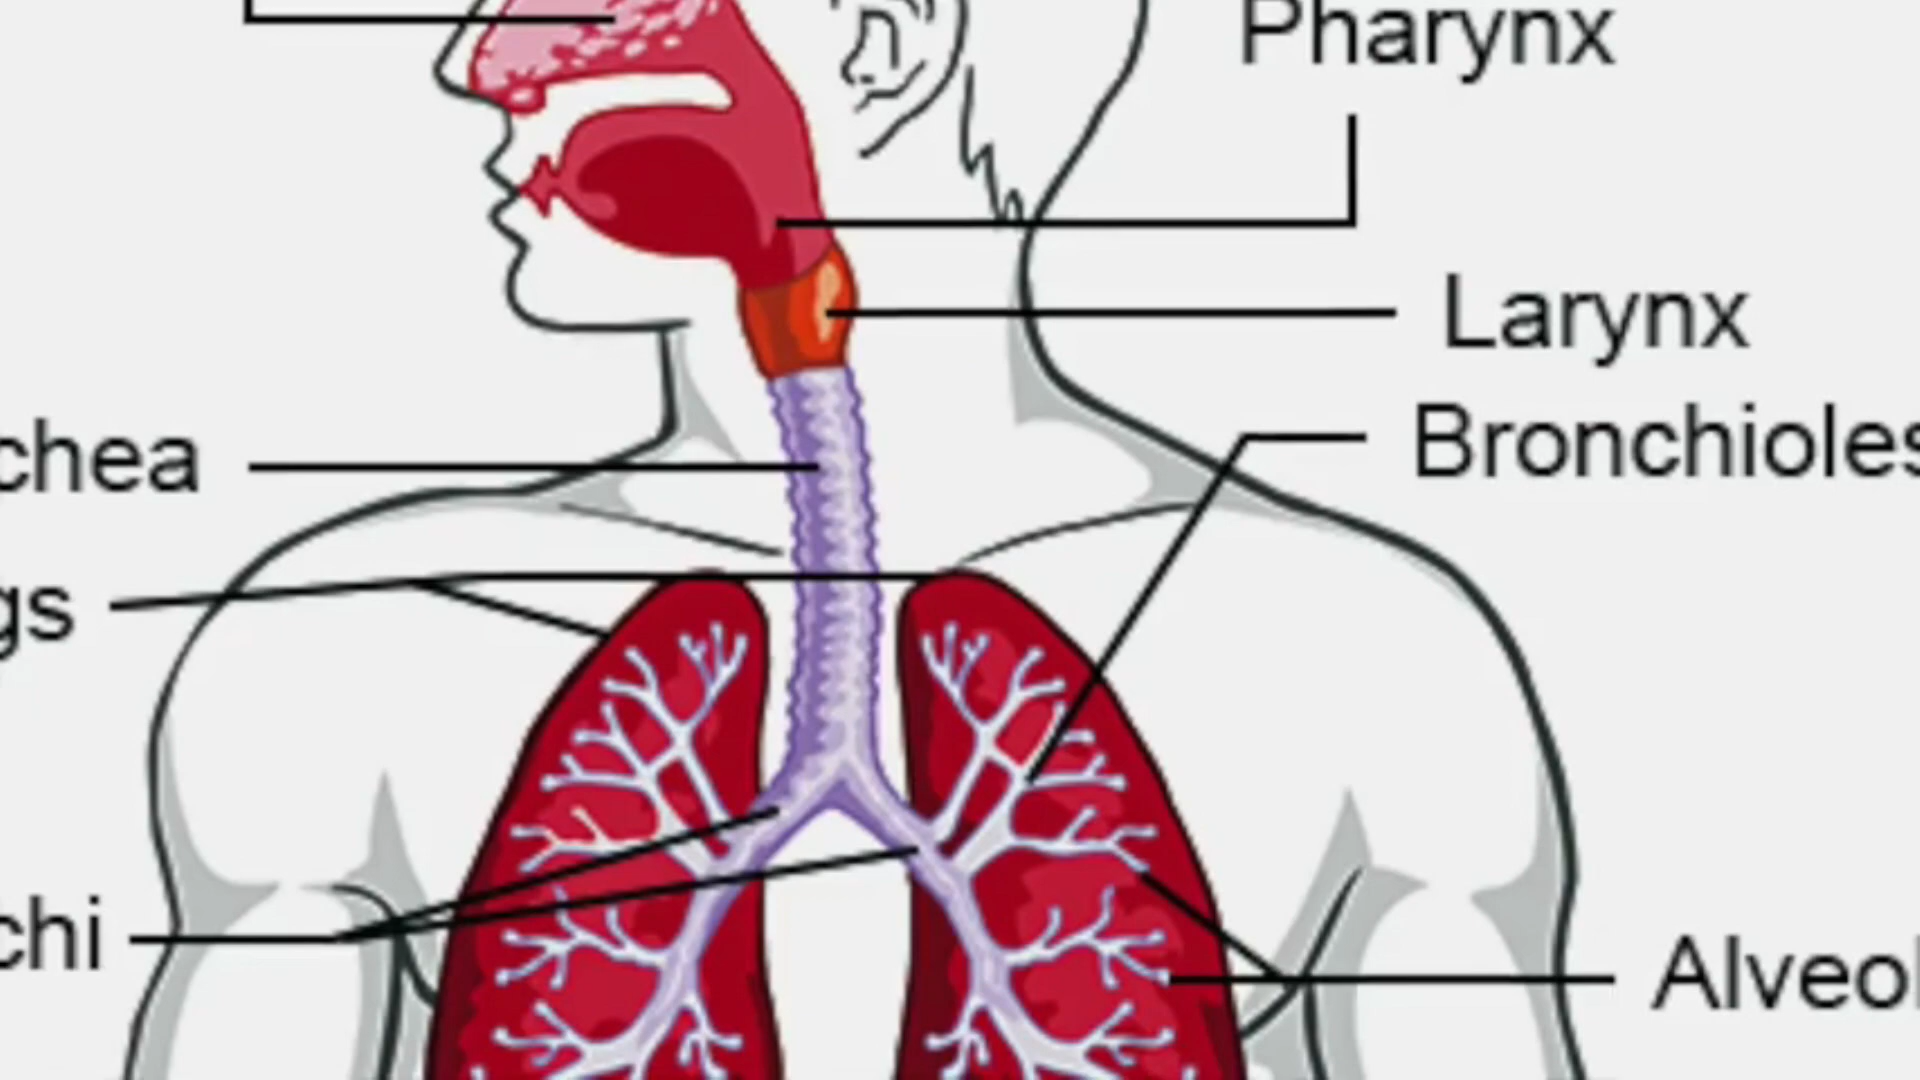 Pharynx
Larynx
chea
Bronchioles
gs
chi
Alveol